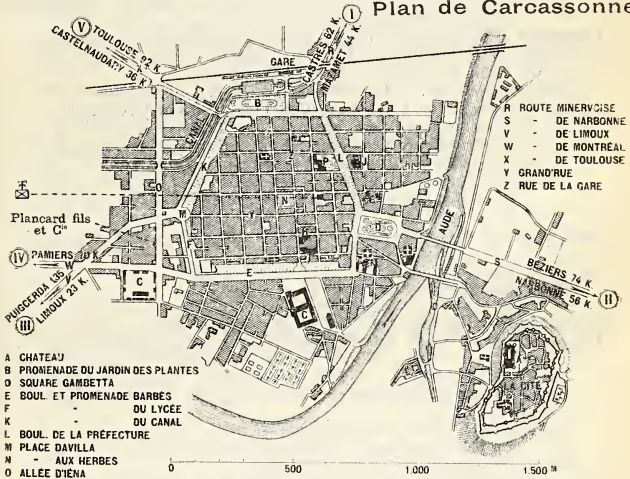 Plan de Carcassonne
I
V
TOULOUSE 92 K.
CASTELNAUDARY 36 K.
CASTRES 62 K.
MAZAMET 44 K.
GARE
B
CANAL
K
R ROUTE MINERVOISE
S - DE NARBONNE
V - DE LIMOUX
W - DE MONTRÉAL
X - DE TOULOUSE
Y GRAND'RUE
Z RUE DE LA GARE
P
L
O
N
M
Y
D
AUDE
Plancard fils
et Cie
IV
PAMIERS
W
PUIGCERDA 135
LIMOUX 23 K.
III
C
E
C
S
BÉZIERS 74 K
NARBONNE 56 K.
II
LA CITÉ
A CHATEAU
B PROMENADE DU JARDIN DES PLANTES
D SQUARE GAMBETTA
E BOUL. ET PROMENADE BARBÈS
F - DU LYCÉE
K - DU CANAL
L BOUL. DE LA PRÉFECTURE
M PLACE DAVILLA
N - AUX HERBES
O ALLÉE D'IÉNA
0 500 1.000 1.500 M